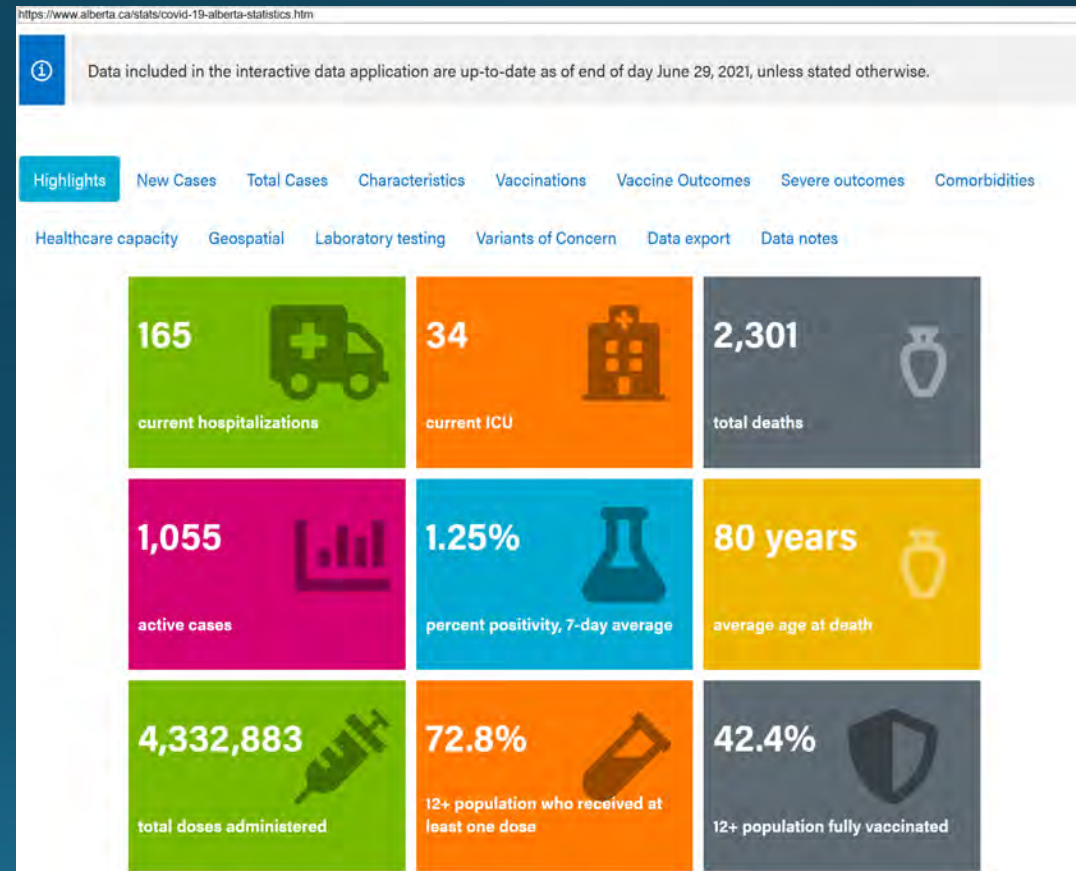 https://www.alberta.ca/stats/covid-19-alberta-statistics.htm
Data included in the interactive data application are up-to-date as of end of day June 29, 2021, unless stated otherwise.
Highlights New Cases Total Cases Characteristics Vaccinations Vaccine Outcomes Severe outcomes Comorbidities
Healthcare capacity Geospatial Laboratory testing Variants of Concern Data export Data notes
165
current hospitalizations
34
current ICU
2,301
total deaths
1,055
active cases
1.25%
percent positivity, 7-day average
80 years
average age at death
4,332,883
total doses administered
72.8%
12+ population who received at
least one dose
42.4%
12+ population fully vaccinated